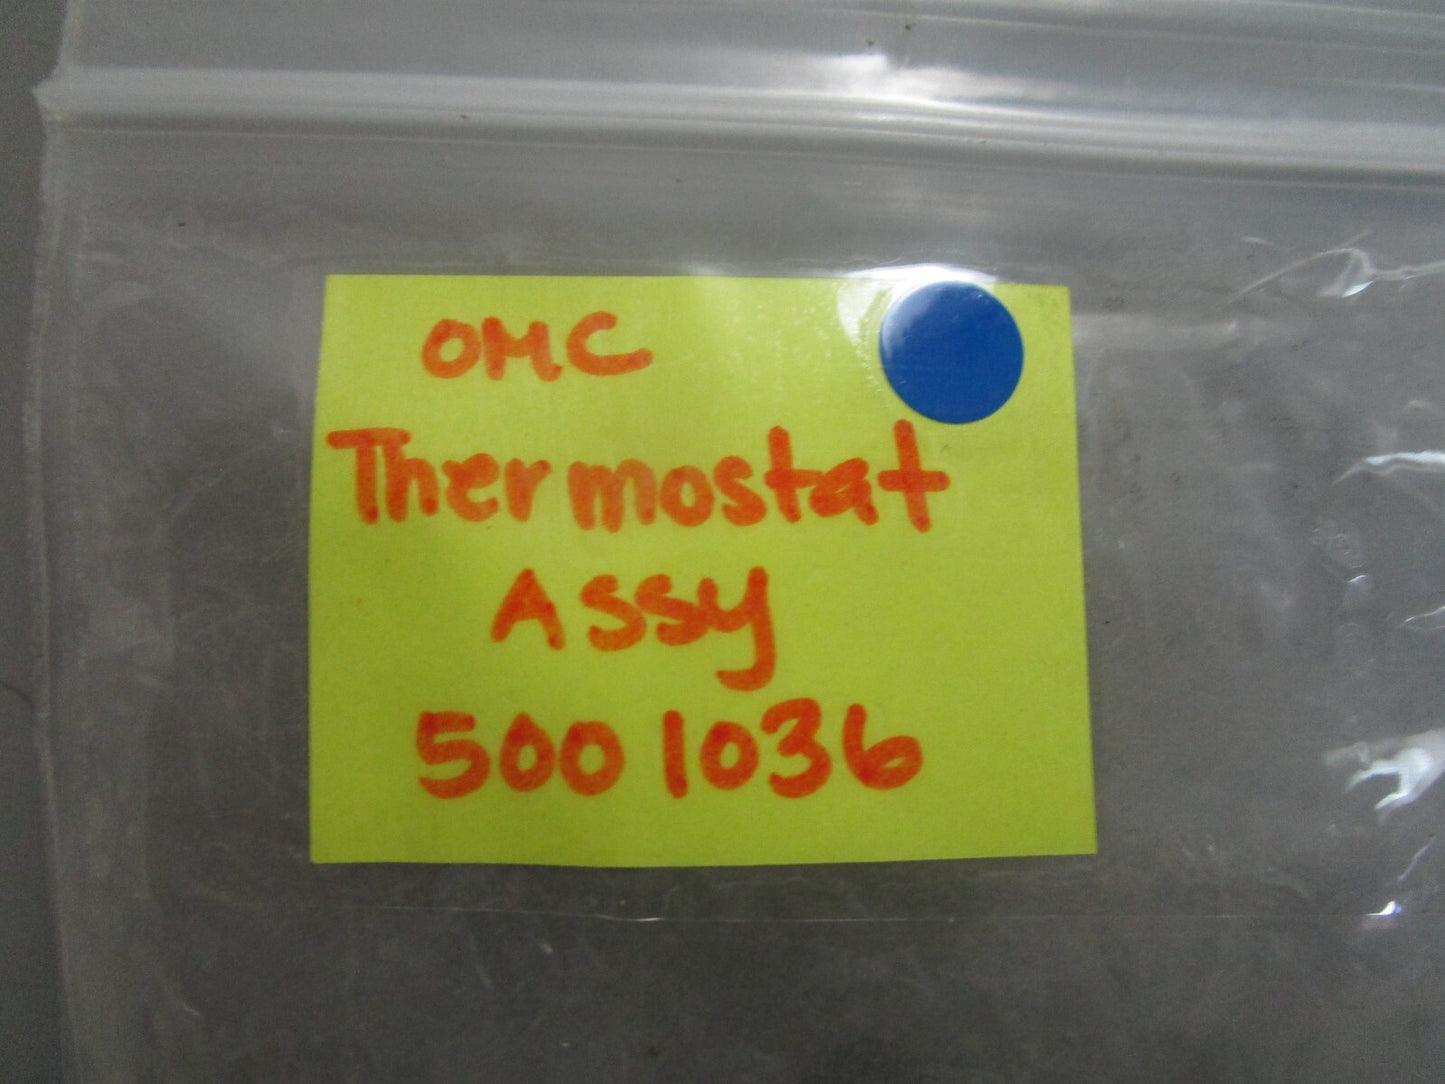 OMC
Thermostat
Assy
5001036